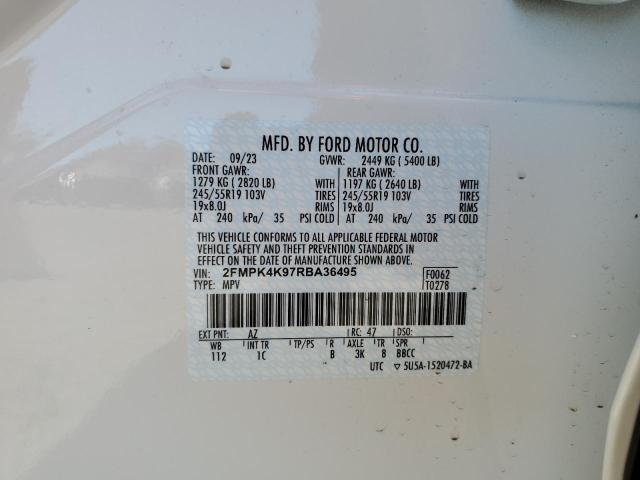 MFD. BY FORD MOTOR CO.
DATE: 09/23 GVWR: 2449 KG ( 5400 LB)
FRONT GAWR: REAR GAWR:
1279 KG ( 2820 LB) WITH 1197 KG ( 2640 LB) WITH
245/55R19 103V TIRES 245/55R19 103V TIRES
19x8.0J RIMS 19x8.0J RIMS
AT 240 kPa/ 35 PSI COLD AT 240 kPa/ 35 PSI COLD
THIS VEHICLE CONFORMS TO ALL APPLICABLE FEDERAL MOTOR
VEHICLE SAFETY AND THEFT PREVENTION STANDARDS IN
EFFECT ON THE DATE OF MANUFACTURE SHOWN ABOVE.
VIN: 2FMPK4K97RBA36495 F0062
TYPE: MPV T0278
EXT PNT: AZ RC: 47 DSO:
WB INT TR TP/PS R AXLE TR SPR
112 1C B 3K B BBCC
UTC ▽ 5U5A-1520472-BA